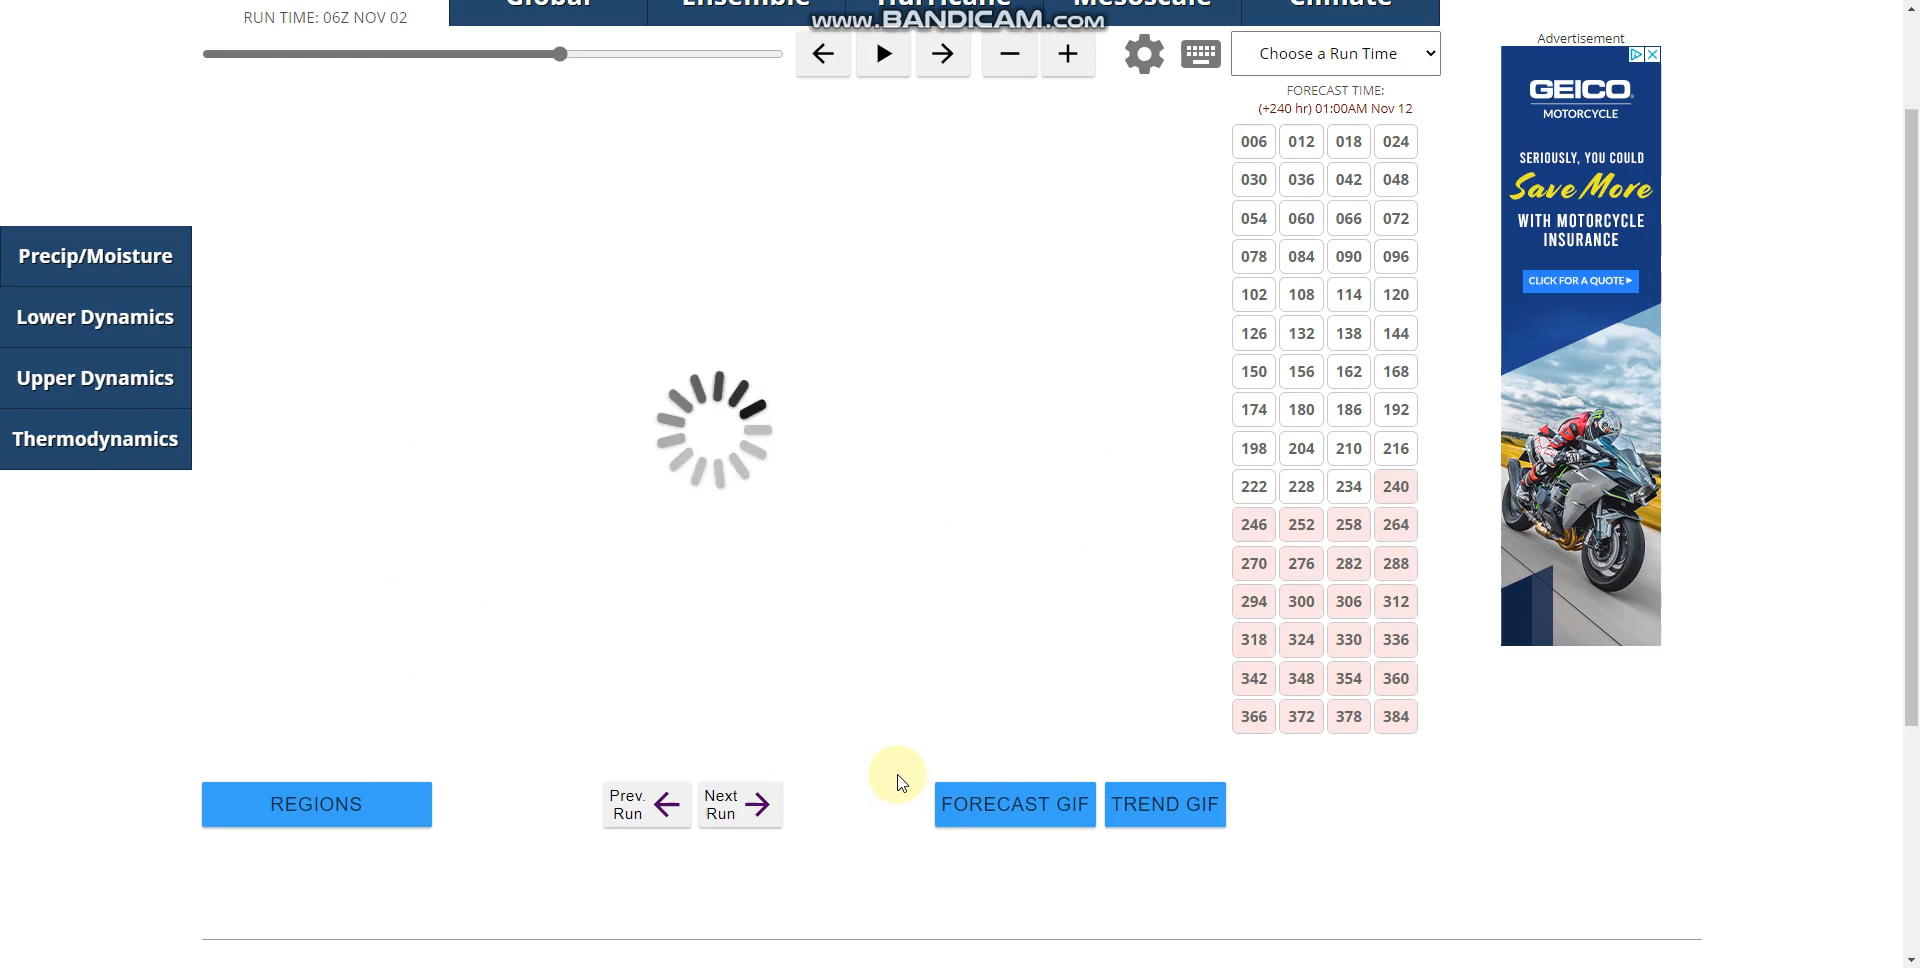 RUN TIME: 06Z NOV 02
Global
Ensemble
Hurricane
Mesoscale
Climate
www.BANDICAM.COM
Choose a Run Time
FORECAST TIME:
(+240 hr) 01:00AM Nov 12
006 012 018 024
030 036 042 048
054 060 066 072
078 084 090 096
102 108 114 120
126 132 138 144
150 156 162 168
174 180 186 192
198 204 210 216
222 228 234 240
246 252 258 264
270 276 282 288
294 300 306 312
318 324 330 336
342 348 354 360
366 372 378 384
Precip/Moisture
Lower Dynamics
Upper Dynamics
Thermodynamics
REGIONS
Prev.
Run
Next
Run
FORECAST GIF
TREND GIF
Advertisement
GEICO
MOTORCYCLE
SERIOUSLY, YOU COULD
Save More
WITH MOTORCYCLE
INSURANCE
CLICK FOR A QUOTE